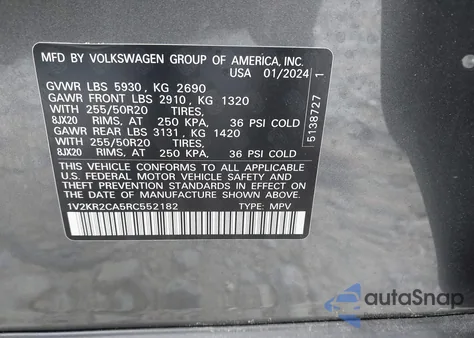 MFD BY VOLKSWAGEN GROUP OF AMERICA, INC.
USA 01/2024
GVWR LBS 5930, KG 2690
GAWR FRONT LBS 2910, KG 1320
WITH 255/50R20 TIRES,
8JX20 RIMS, AT 250 KPA, 36 PSI COLD
GAWR REAR LBS 3131, KG 1420
WITH 255/50R20 TIRES,
8JX20 RIMS, AT 250 KPA, 36 PSI COLD
THIS VEHICLE CONFORMS TO ALL APPLICABLE
U.S. FEDERAL MOTOR VEHICLE SAFETY AND
THEFT PREVENTION STANDARDS IN EFFECT ON
THE DATE OF MANUFACTURE SHOWN ABOVE.
1V2KR2CA5RC552182 TYPE: MPV
5138727 1
autoSnap